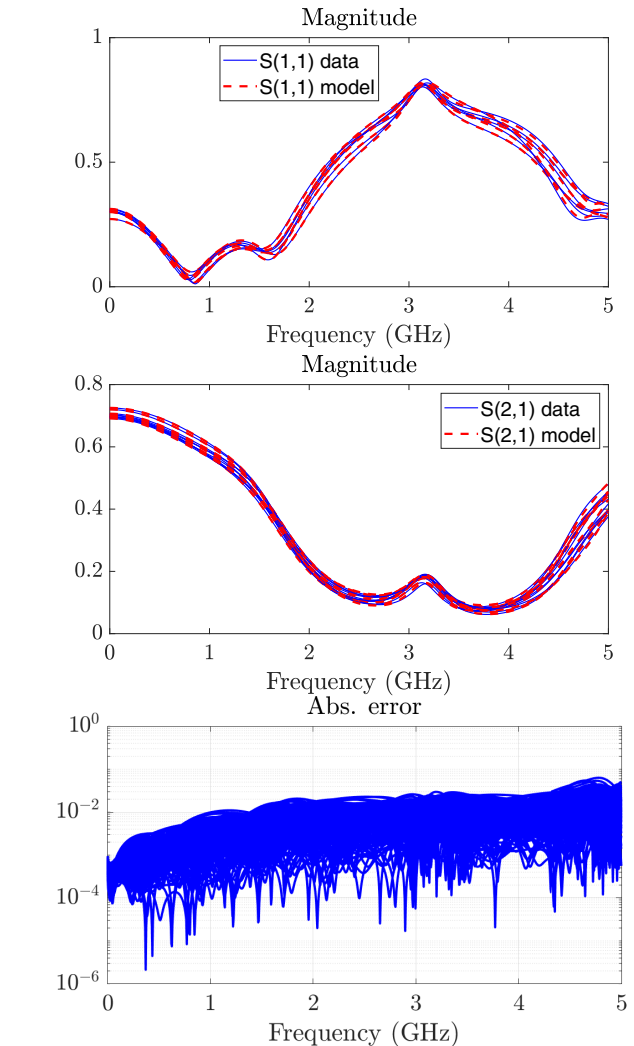 Magnitude
1
S(1,1) data
S(1,1) model
0.5
0
0 1 2 3 4 5
Frequency (GHz)
Magnitude
0.8
S(2,1) data
S(2,1) model
0.6
0.4
0.2
0
0 1 2 3 4 5
Frequency (GHz)
Abs. error
10^0
10^-2
10^-4
10^-6
0 1 2 3 4 5
Frequency (GHz)